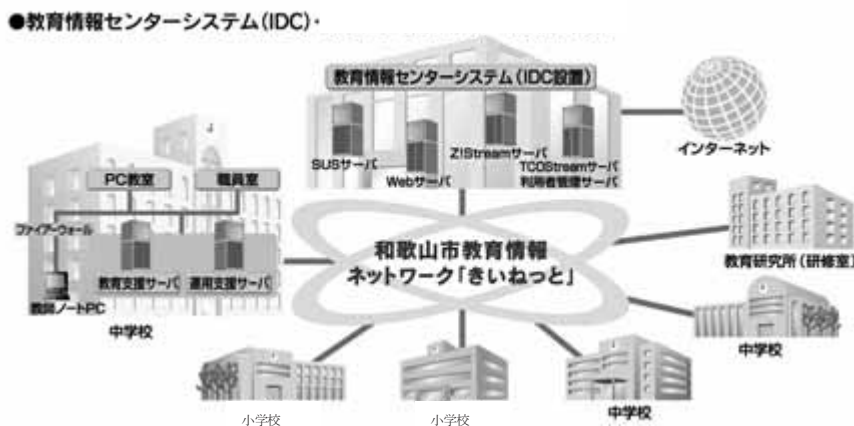 ●教育情報センターシステム（IDC）・
教育情報センターシステム（IDC設置）
SUSサーバ
Webサーバ
Z!Streamサーバ
TCOStreamサーバ
利用者管理サーバ
インターネット
PC教室
職員室
ファイアーウォール
教育支援サーバ
運用支援サーバ
教師ノートPC
中学校
和歌山市教育情報
ネットワーク「きいねっと」
教育研究所（研修室）
中学校
小学校
小学校
中学校